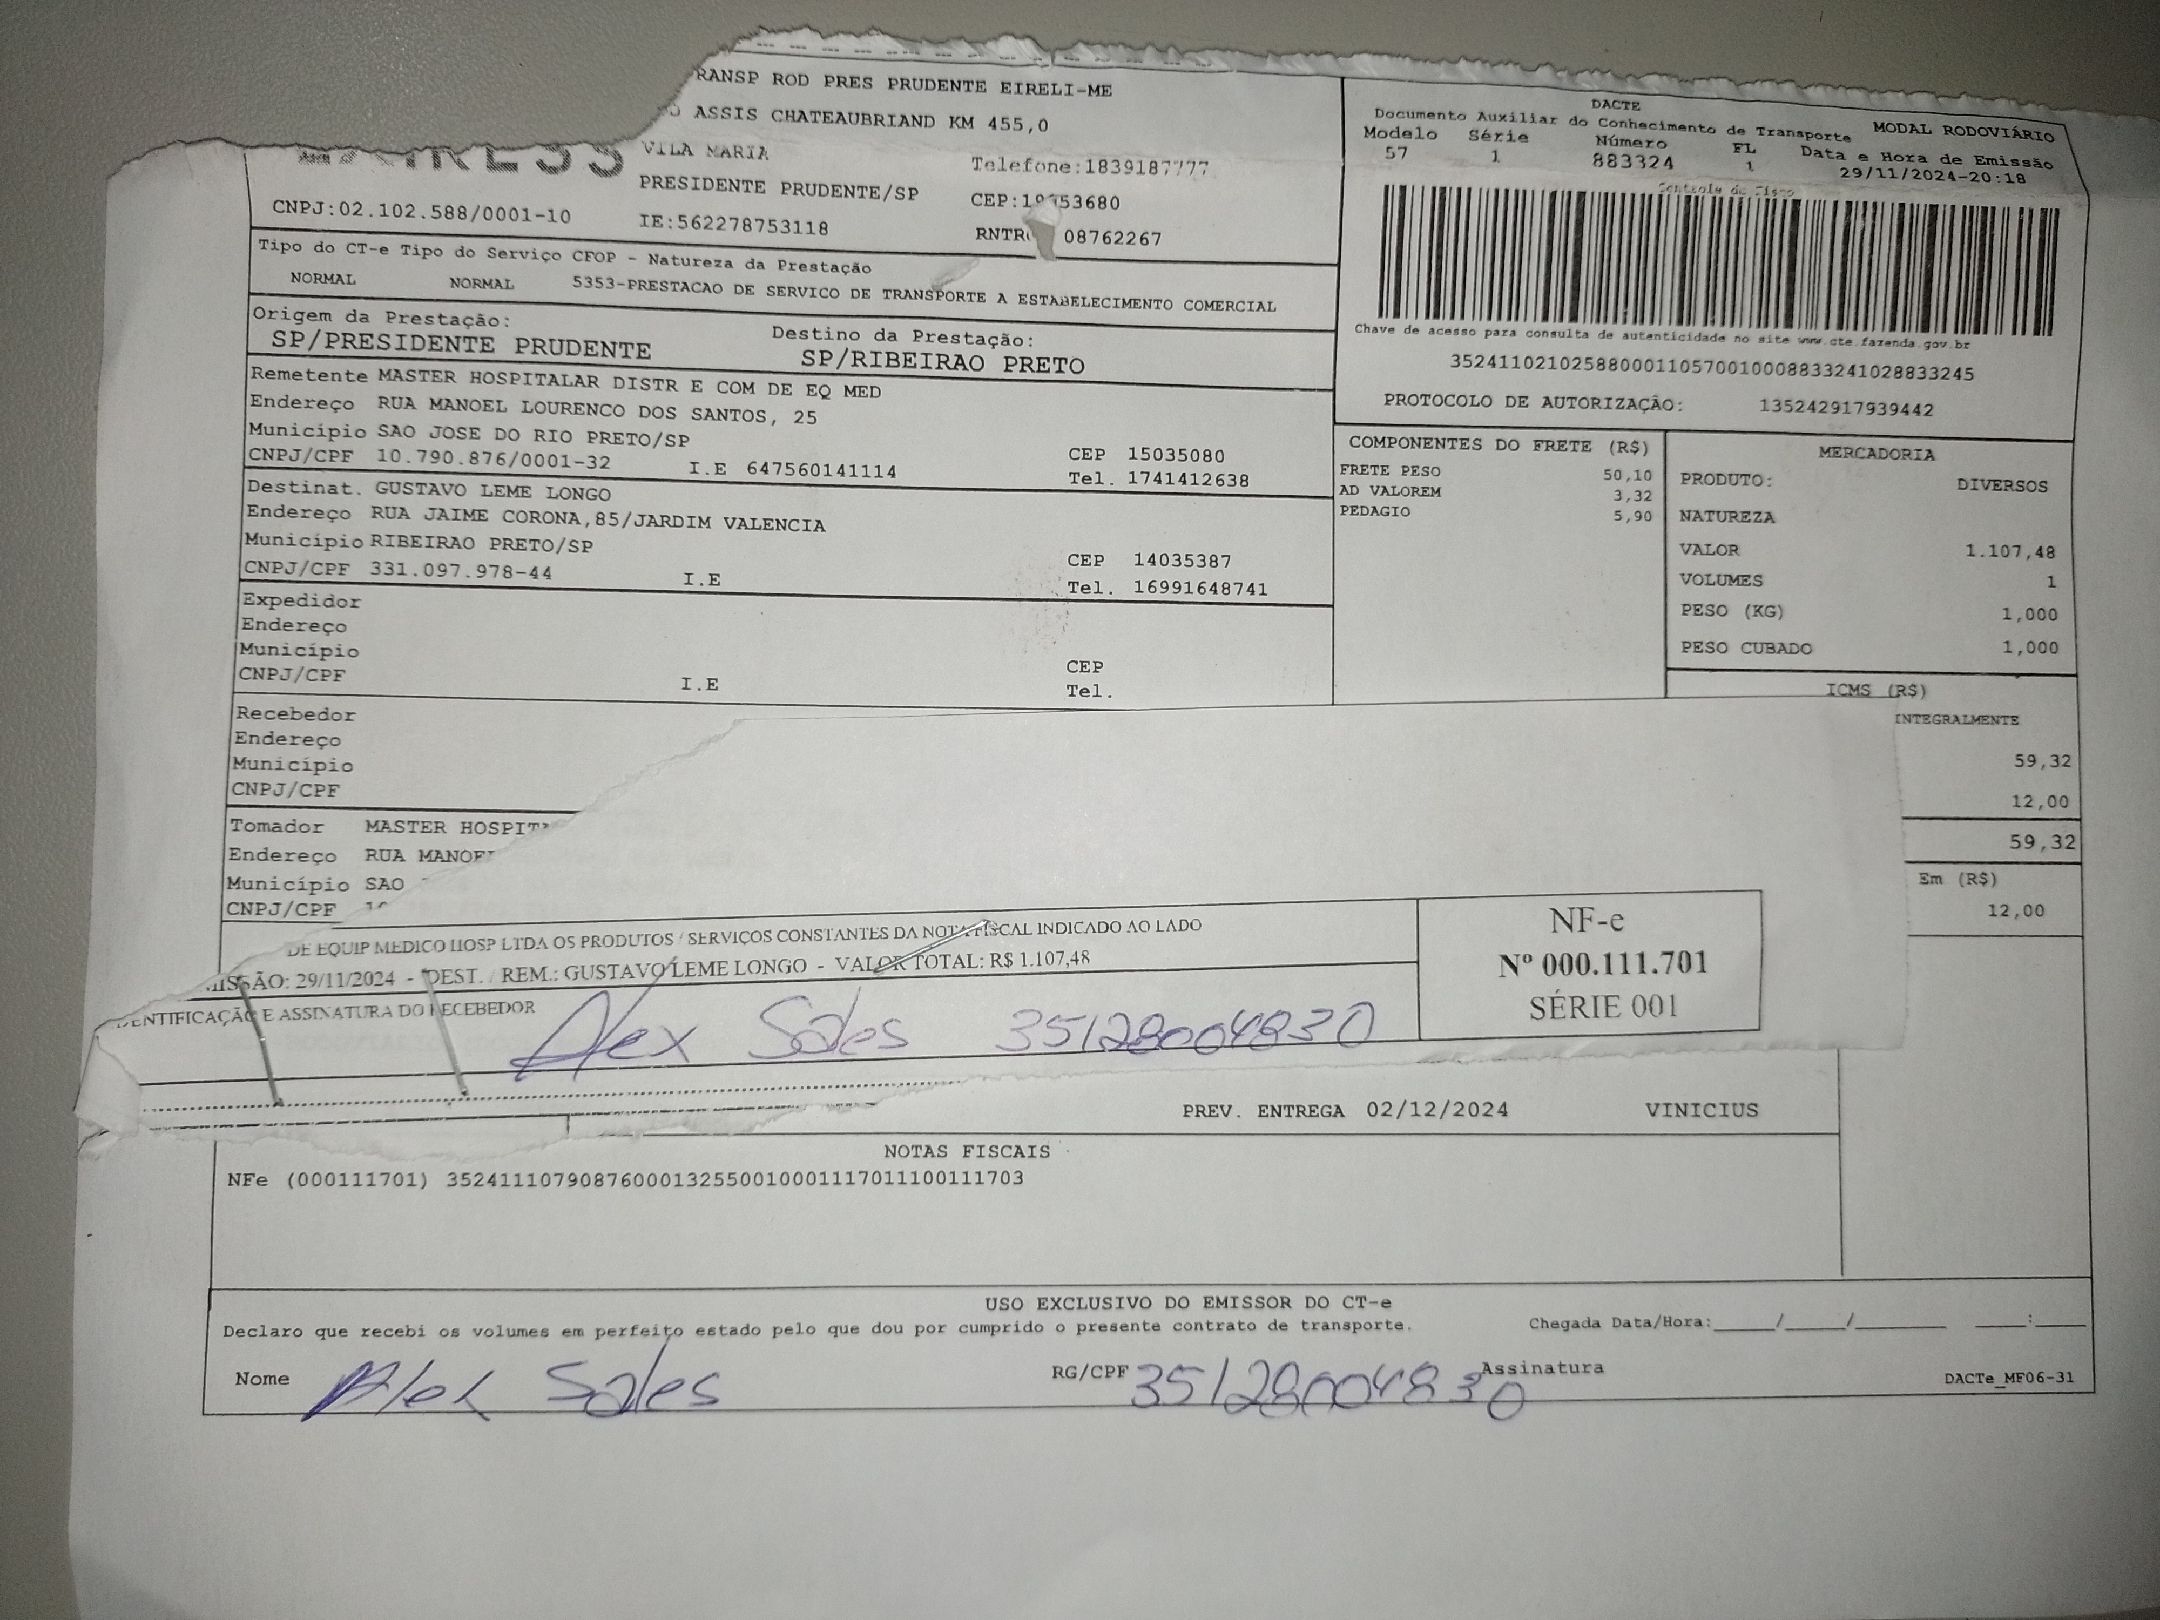 RANSP ROD PRES PRUDENTE EIRELI-ME
ASSIS CHATEAUBRIAND KM 455,0
VILA MARIA
Telefone:1839187777
PRESIDENTE PRUDENTE/SP
CNPJ:02.102.588/0001-10
IE:562278753118
08762267
DACTE
Documento Auxiliar do Conhecimento de Transporte
MODAL RODOVIÁRIO
Modelo Série Número FL Data e Hora de Emissão
57 1 883324 1 29/11/2024-20:18
Controle do Fisco
Chave de acesso para consulta de autenticidade no site www.cte.fazenda.gov.br
35241102102588000110570010008833241028833245
PROTOCOLO DE AUTORIZAÇÃO: 135242917939442
Tipo do CT-e Tipo do Serviço CFOP - Natureza da Prestação
NORMAL NORMAL 5353-PRESTACAO DE SERVICO DE TRANSPORTE A ESTABELECIMENTO COMERCIAL
Origem da Prestação: Destino da Prestação:
SP/PRESIDENTE PRUDENTE SP/RIBEIRAO PRETO
Remetente MASTER HOSPITALAR DISTR E COM DE EQ MED
Endereço RUA MANOEL LOURENCO DOS SANTOS, 25
Município SAO JOSE DO RIO PRETO/SP CEP 15035080
CNPJ/CPF 10.790.876/0001-32 I.E 647560141114 Tel. 1741412638
Destinat. GUSTAVO LEME LONGO
Endereço RUA JAIME CORONA,85/JARDIM VALENCIA
Município RIBEIRAO PRETO/SP CEP 14035387
CNPJ/CPF 331.097.978-44 I.E Tel. 16991648741
Expedidor
Endereço
Município CEP
CNPJ/CPF I.E Tel.
Recebedor
Endereço
Município
CNPJ/CPF
Tomador MASTER
Endereço RUA
Município SAO
CNPJ/CPF
COMPONENTES DO FRETE (R$)
FRETE PESO 50,10
AD VALOREM 3,32
PEDAGIO 5,90
MERCADORIA
PRODUTO: DIVERSOS
NATUREZA
VALOR 1.107,48
VOLUMES 1
PESO (KG) 1,000
PESO CUBADO 1,000
ICMS (R$)
INTEGRALMENTE
59,32
12,00
59,32
Em (R$)
12,00
DE EQUIP MEDICO HOSP LTDA OS PRODUTOS / SERVIÇOS CONSTANTES DA NOTA FISCAL INDICADO AO LADO
29/11/2024 - DEST. / REM.: GUSTAVO LEME LONGO - VALOR TOTAL: R$ 1.107,48
E ASSINATURA DO RECEBEDOR
Alex Sales 35128004830
NF-e
Nº 000.111.701
SÉRIE 001
PREV. ENTREGA 02/12/2024 VINICIUS
NOTAS FISCAIS
NFe (000111701) 35241110790876000132550010001117011100111703
USO EXCLUSIVO DO EMISSOR DO CT-e
Declaro que recebi os volumes em perfeito estado pelo que dou por cumprido o presente contrato de transporte. Chegada Data/Hora:_____/_____/________ ____:____
Nome Alex Sales RG/CPF 35128004830 Assinatura
DACTe_MF06-31